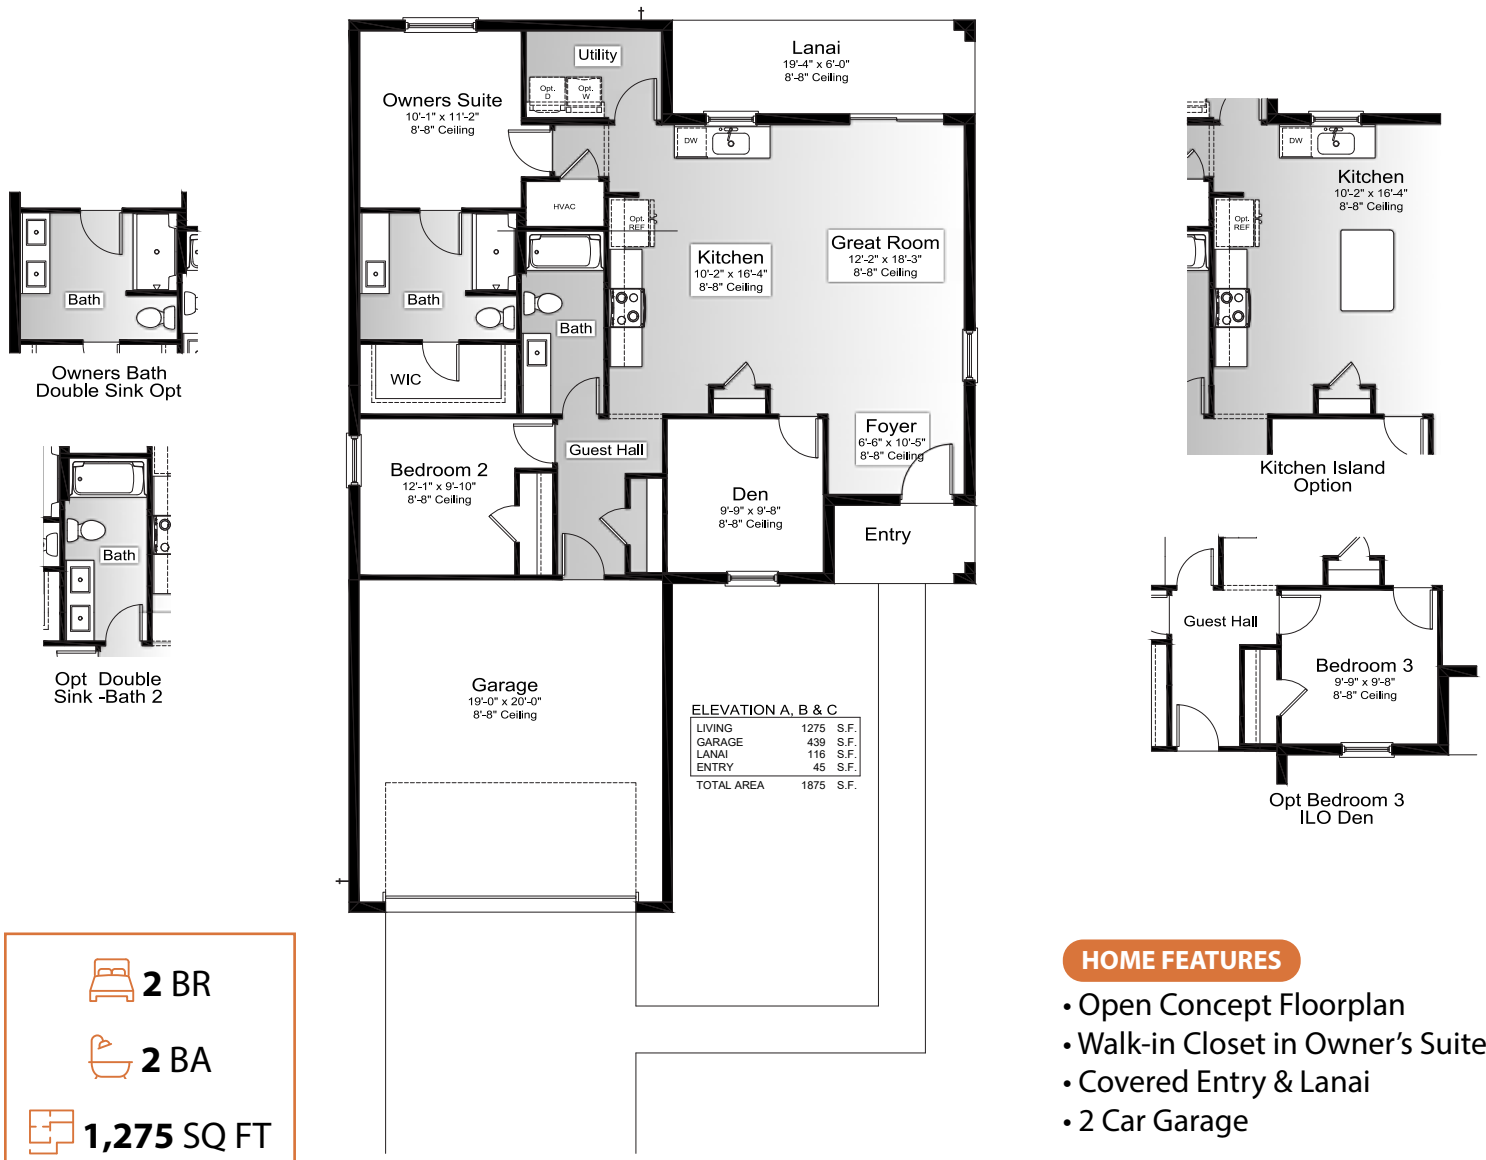 Lanai
19'-4" x 6'-0"
8'-8" Ceiling
Utility
Opt.
D
Opt.
W
Owners Suite
10'-1" x 11'-2"
8'-8" Ceiling
DW
HVAC
Opt.
REF
Kitchen
10'-2" x 16'-4"
8'-8" Ceiling
Great Room
12'-2" x 18'-3"
8'-8" Ceiling
Bath
Bath
WIC
Foyer
6'-6" x 10'-5"
8'-8" Ceiling
Guest Hall
Bedroom 2
12'-1" x 9'-10"
8'-8" Ceiling
Den
9'-9" x 9'-8"
8'-8" Ceiling
Entry
Garage
19'-0" x 20'-0"
8'-8" Ceiling
ELEVATION A, B & C
LIVING 1275 S.F.
GARAGE 439 S.F.
LANAI 116 S.F.
ENTRY 45 S.F.
TOTAL AREA 1875 S.F.
Bath
Owners Bath
Double Sink Opt
Bath
Opt Double
Sink -Bath 2
DW
Kitchen
10'-2" x 16'-4"
8'-8" Ceiling
Opt.
REF
Kitchen Island
Option
Guest Hall
Bedroom 3
9'-9" x 9'-8"
8'-8" Ceiling
Opt Bedroom 3
ILO Den
2 BR
2 BA
1,275 SQ FT
HOME FEATURES
• Open Concept Floorplan
• Walk-in Closet in Owner's Suite
• Covered Entry & Lanai
• 2 Car Garage